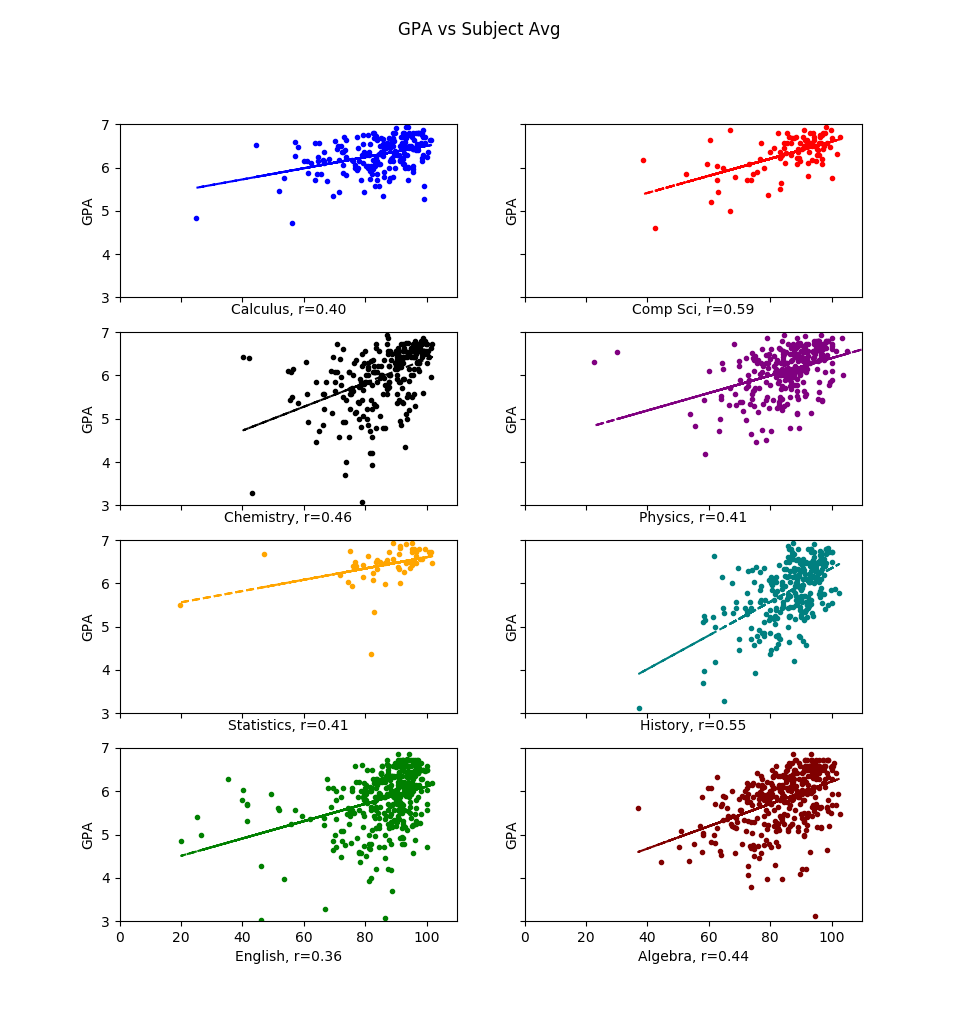 GPA vs Subject Avg
7
6
5
4
3
GPA
Calculus, r=0.40
GPA
Comp Sci, r=0.59
7
6
5
4
3
GPA
Chemistry, r=0.46
GPA
Physics, r=0.41
7
6
5
4
3
GPA
Statistics, r=0.41
GPA
History, r=0.55
7
6
5
4
3
GPA
0 20 40 60 80 100
English, r=0.36
GPA
0 20 40 60 80 100
Algebra, r=0.44